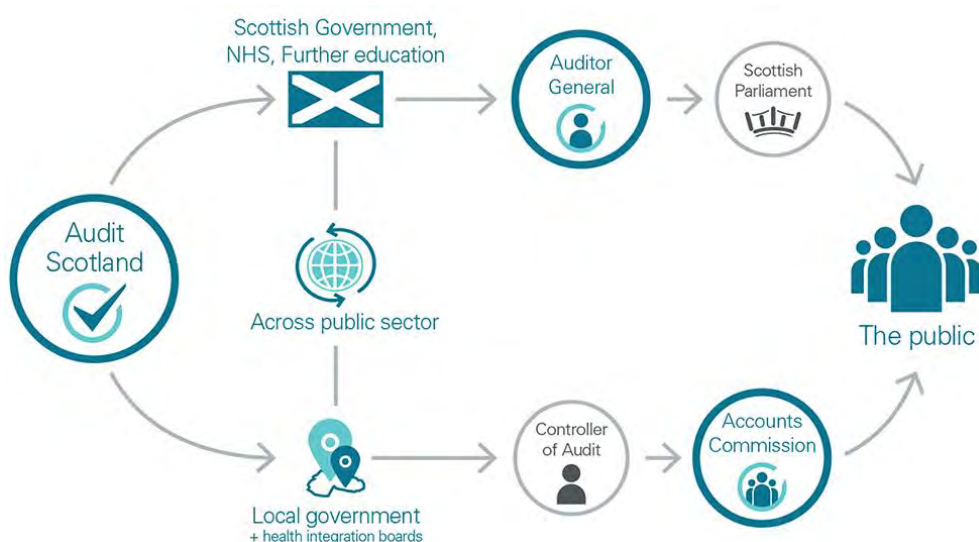 Scottish Government,
NHS, Further education
Auditor
General
Scottish
Parliament
Audit
Scotland
Across public sector
The public
Local government
+ health integration boards
Controller
of Audit
Accounts
Commission